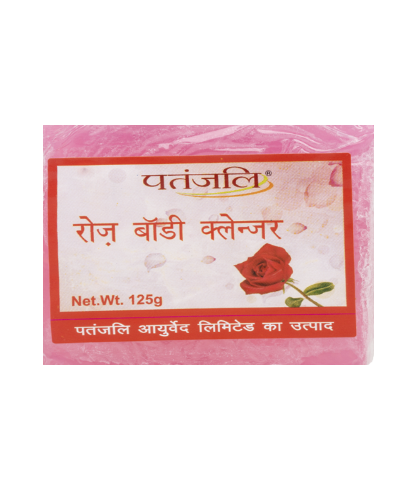 पतंजलि®
रोज़ बॉडी क्लेन्जर
Net.Wt. 125g
पतंजलि आयुर्वेद लिमिटेड का उत्पाद